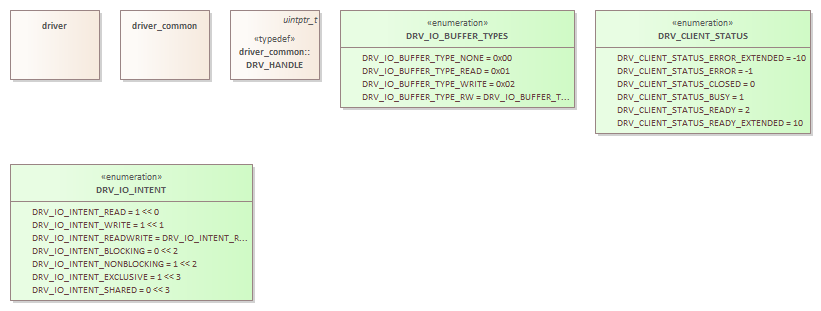 driver
driver_common
uintptr_t
«typedef»
driver_common::
DRV_HANDLE
«enumeration»
DRV_IO_BUFFER_TYPES
DRV_IO_BUFFER_TYPE_NONE = 0x00
DRV_IO_BUFFER_TYPE_READ = 0x01
DRV_IO_BUFFER_TYPE_WRITE = 0x02
DRV_IO_BUFFER_TYPE_RW = DRV_IO_BUFFER_T...
«enumeration»
DRV_CLIENT_STATUS
DRV_CLIENT_STATUS_ERROR_EXTENDED = -10
DRV_CLIENT_STATUS_ERROR = -1
DRV_CLIENT_STATUS_CLOSED = 0
DRV_CLIENT_STATUS_BUSY = 1
DRV_CLIENT_STATUS_READY = 2
DRV_CLIENT_STATUS_READY_EXTENDED = 10
«enumeration»
DRV_IO_INTENT
DRV_IO_INTENT_READ = 1 << 0
DRV_IO_INTENT_WRITE = 1 << 1
DRV_IO_INTENT_READWRITE = DRV_IO_INTENT_R...
DRV_IO_INTENT_BLOCKING = 0 << 2
DRV_IO_INTENT_NONBLOCKING = 1 << 2
DRV_IO_INTENT_EXCLUSIVE = 1 << 3
DRV_IO_INTENT_SHARED = 0 << 3